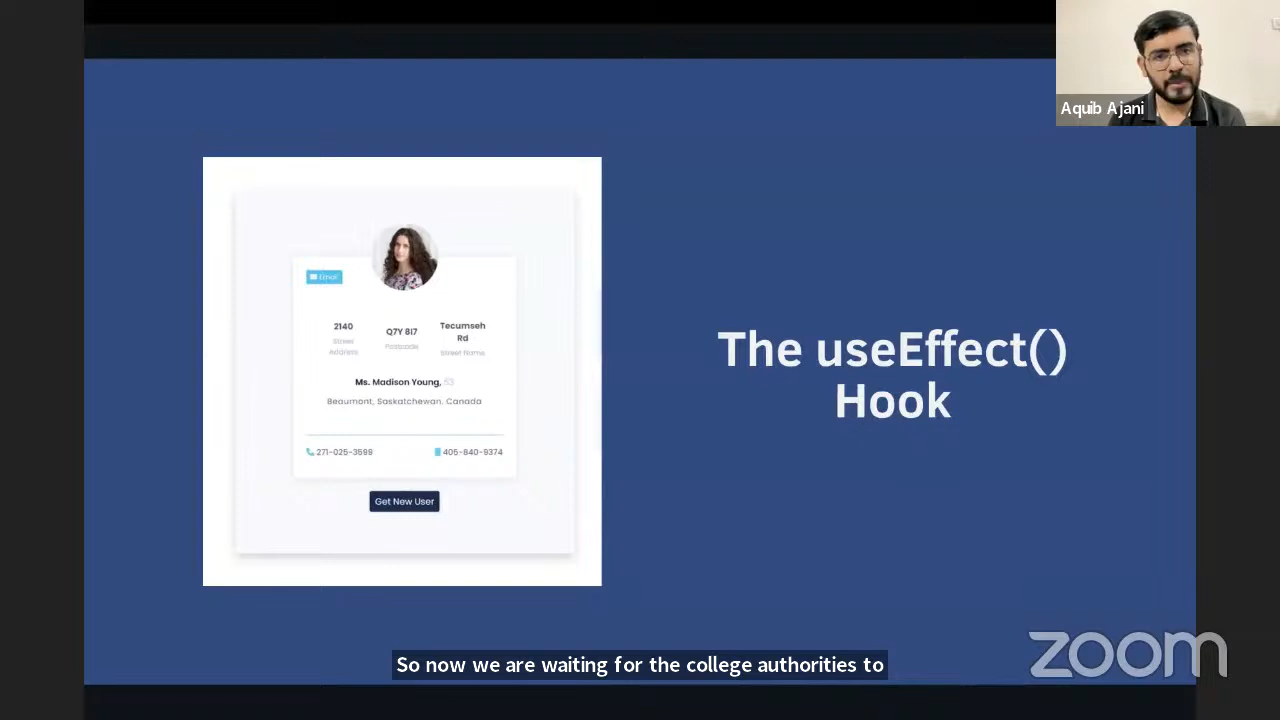 Aquib Ajani
Email
2140
Street
Address
Q7Y 8I7
Postcode
Tecumseh
Rd
Street Name
Ms. Madison Young, 53
Beaumont, Saskatchewan, Canada
271-025-3599
405-840-9374
Get New User
The useEffect()
Hook
So now we are waiting for the college authorities to
zoom